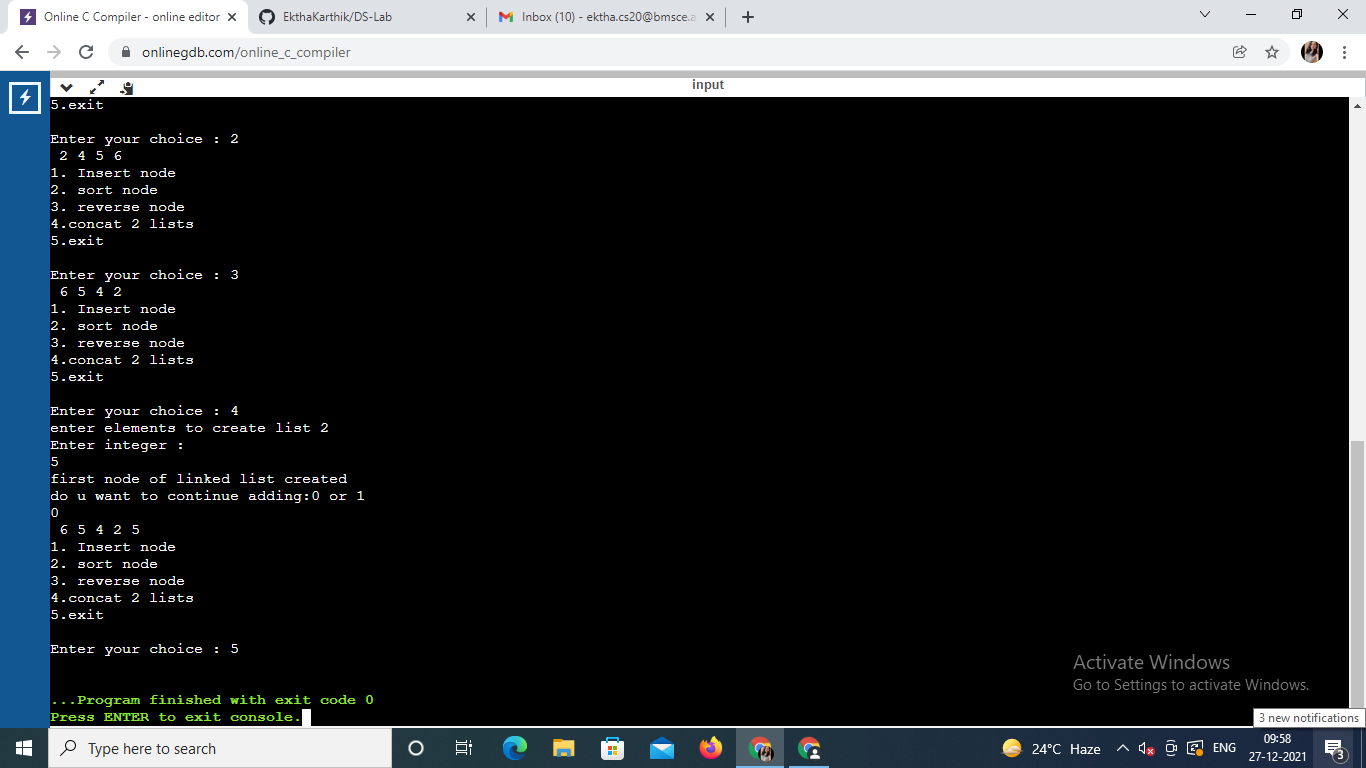 Online C Compiler - online editor
EkthaKarthik/DS-Lab
Inbox (10) - ektha.cs20@bmsce.a
onlinegdb.com/online_c_compiler
input
5.exit
Enter your choice : 2
2 4 5 6
1. Insert node
2. sort node
3. reverse node
4.concat 2 lists
5.exit
Enter your choice : 3
6 5 4 2
1. Insert node
2. sort node
3. reverse node
4.concat 2 lists
5.exit
Enter your choice : 4
enter elements to create list 2
Enter integer :
5
first node of linked list created
do u want to continue adding:0 or 1
0
6 5 4 2 5
1. Insert node
2. sort node
3. reverse node
4.concat 2 lists
5.exit
Enter your choice : 5
Activate Windows
Go to Settings to activate Windows.
...Program finished with exit code 0
Press ENTER to exit console.
3 new notifications
Type here to search
24°C Haze
ENG
09:58
27-12-2021
3